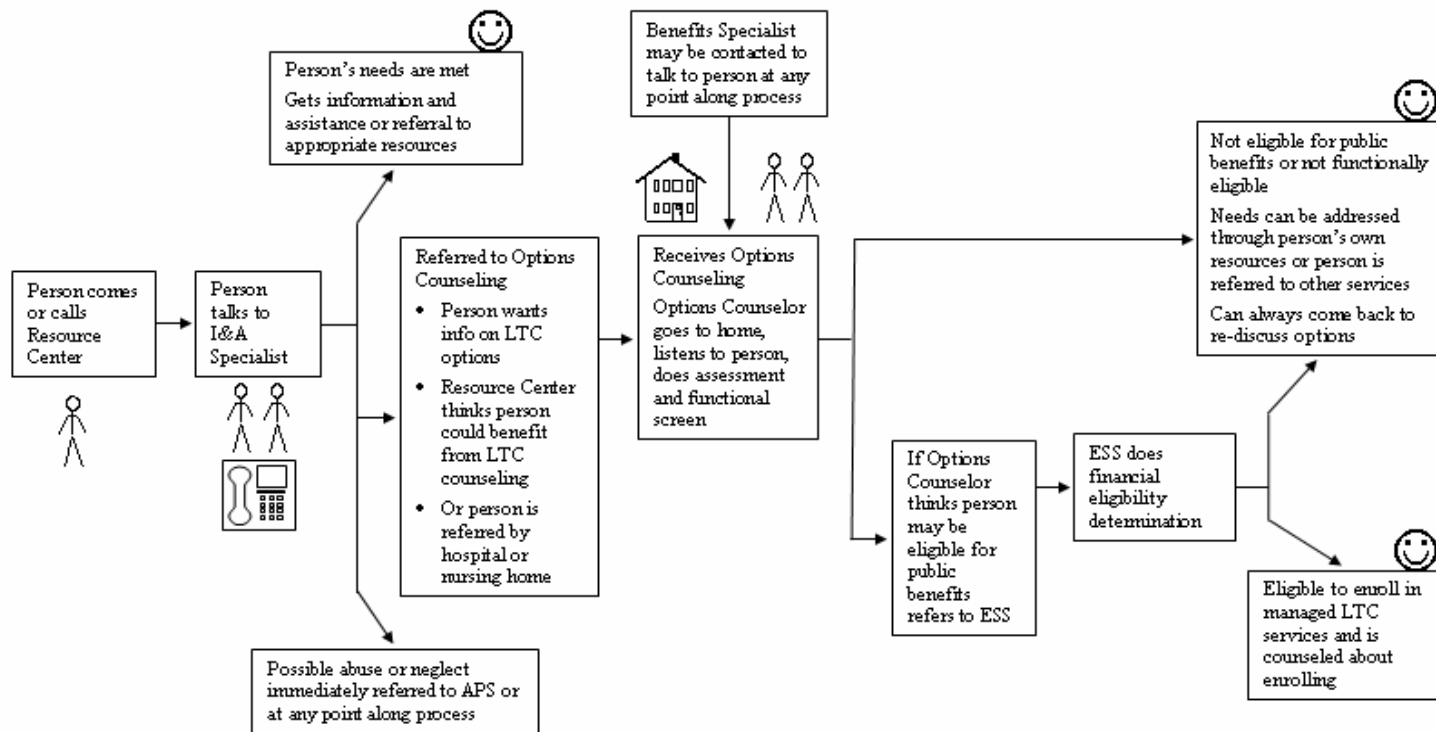 Person comes
or calls
Resource
Center
Person
talks to
I&A
Specialist
Person's needs are met
Gets information and
assistance or referral to
appropriate resources
Referred to Options
Counseling
• Person wants
info on LTC
options
• Resource Center
thinks person
could benefit
from LTC
counseling
• Or person is
referred by
hospital or
nursing home
Possible abuse or neglect
immediately referred to APS or
at any point along process
Benefits Specialist
may be contacted to
talk to person at any
point along process
Receives Options
Counseling
Options Counselor
goes to home,
listens to person,
does assessment
and functional
screen
If Options
Counselor
thinks person
may be
eligible for
public
benefits
refers to ESS
ESS does
financial
eligibility
determination
Not eligible for public
benefits or not functionally
eligible
Needs can be addressed
through person's own
resources or person is
referred to other services
Can always come back to
re-discuss options
Eligible to enroll in
managed LTC
services and is
counseled about
enrolling